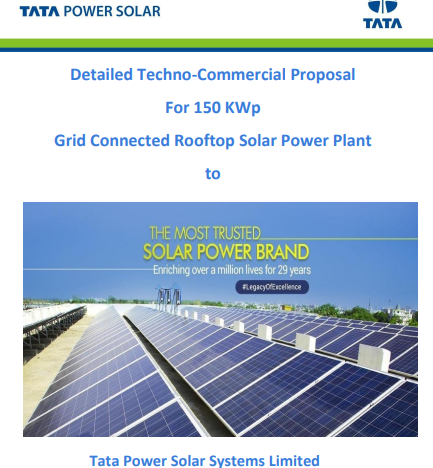 TATA POWER SOLAR
TATA
Detailed Techno-Commercial Proposal
For 150 KWp
Grid Connected Rooftop Solar Power Plant
to
THE MOST TRUSTED
SOLAR POWER BRAND
Enriching over a million lives for 29 years
#LegacyOfExcellence
Tata Power Solar Systems Limited